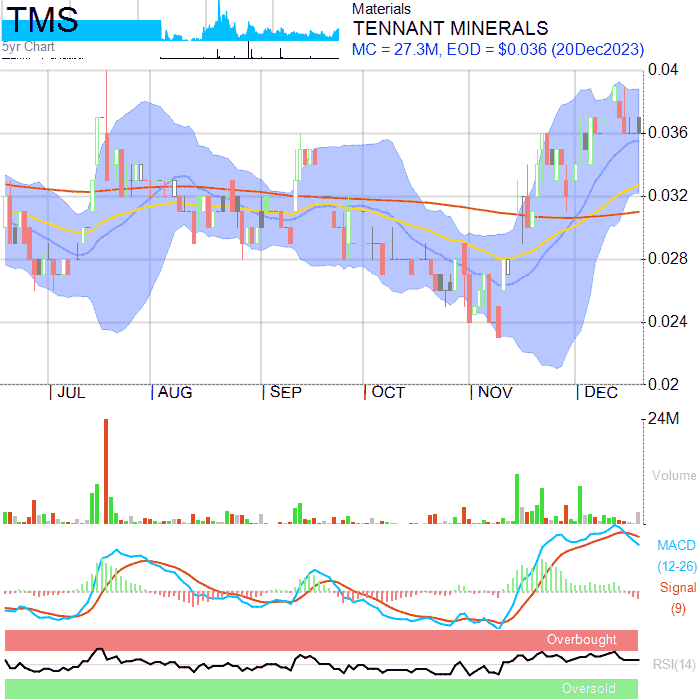 TMS
5yr Chart
Materials
TENNANT MINERALS
MC = 27.3M, EOD = $0.036 (20Dec2023)
0.04
0.036
0.032
0.028
0.024
0.02
JUL AUG SEP OCT NOV DEC
24M
Volume
MACD
(12-26)
Signal
(9)
Overbought
RSI(14)
Oversold